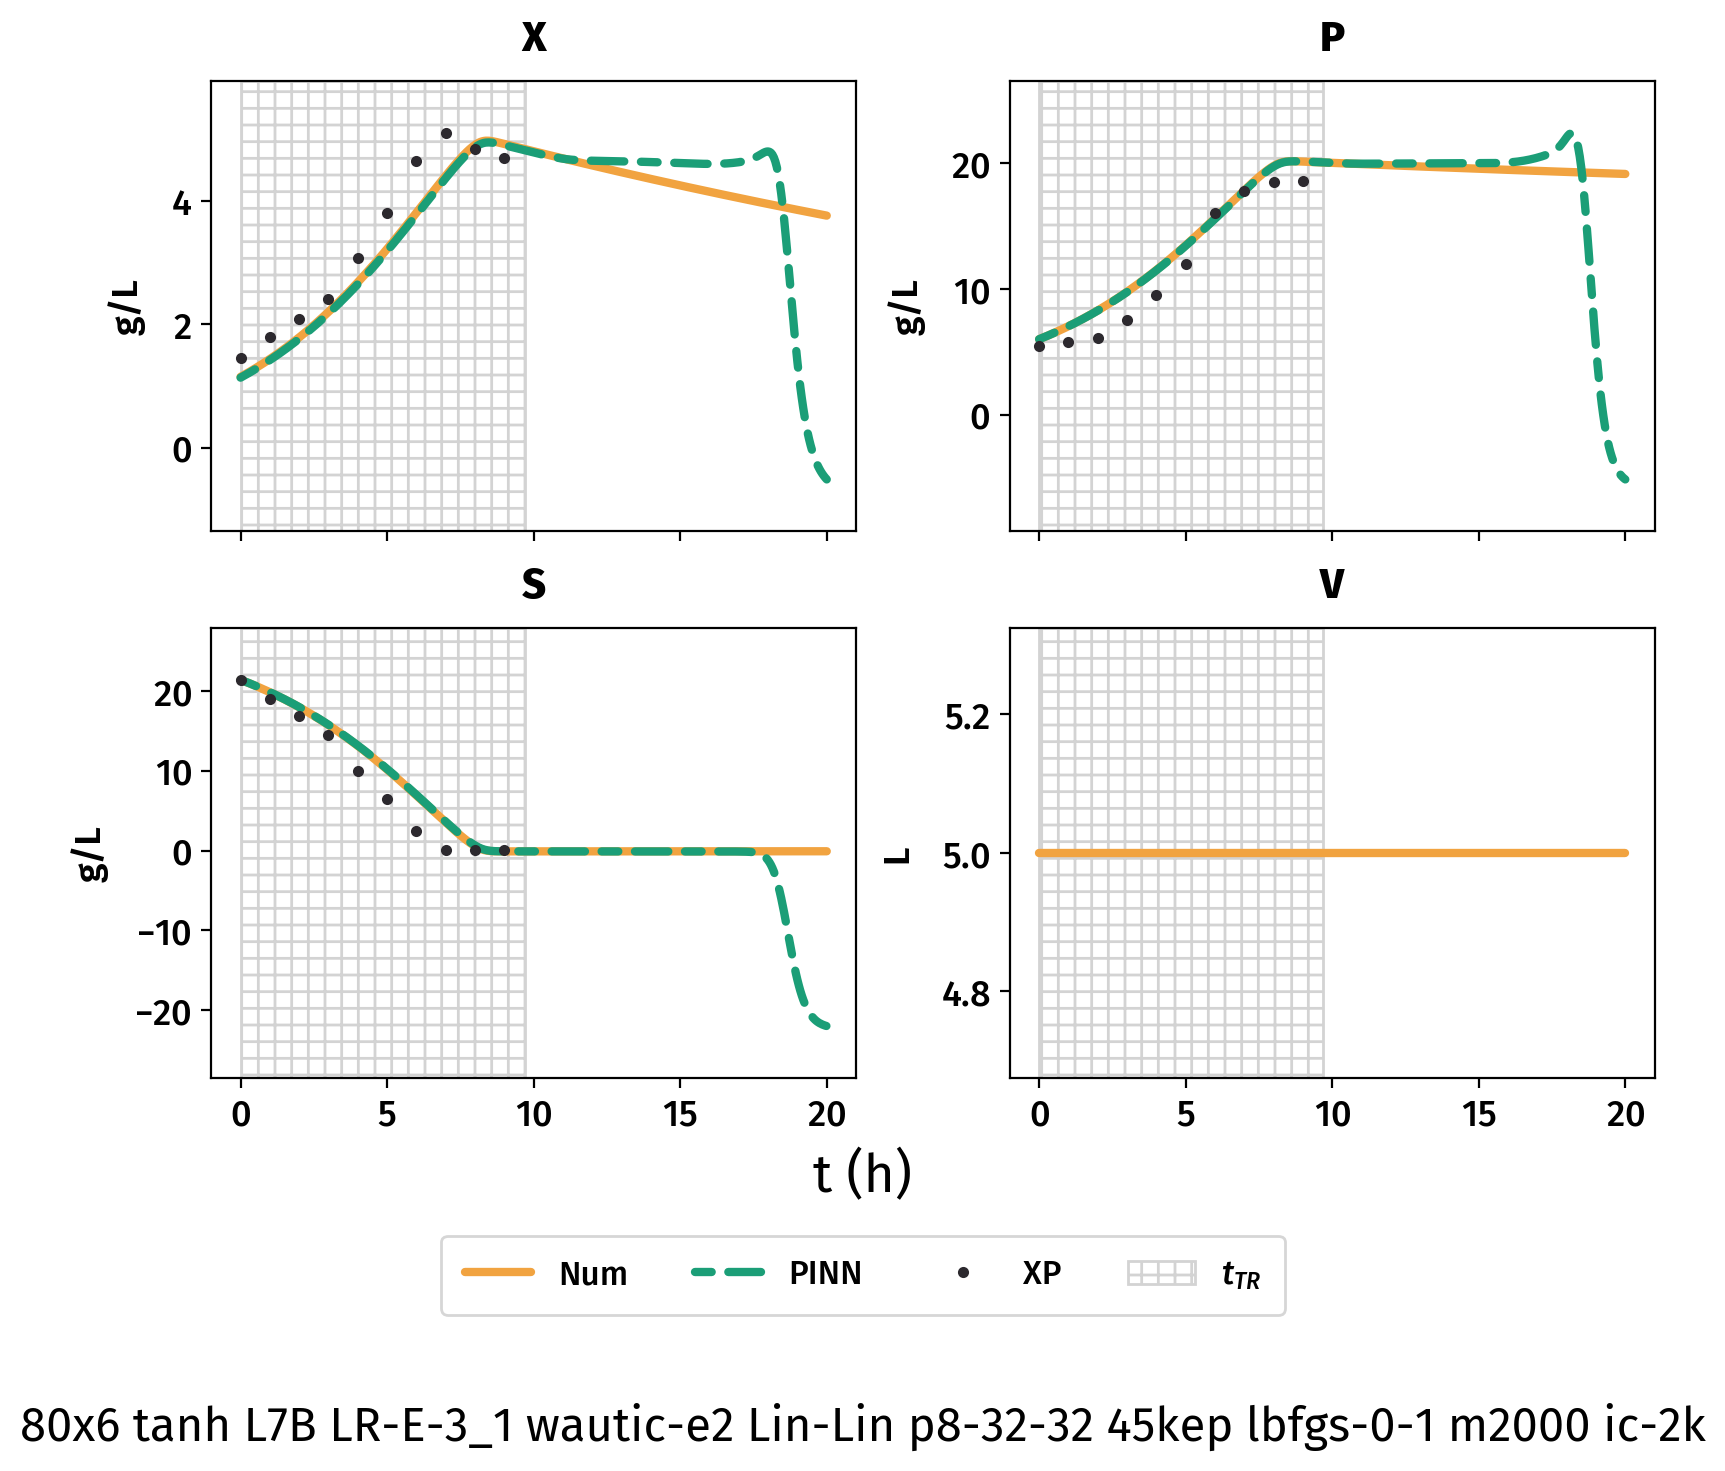 X
P
4
2
0
g/L
20
10
0
g/L
S
V
20
10
0
−10
−20
g/L
5.2
5.0
4.8
L
0 5 10 15 20
0 5 10 15 20
t (h)
Num PINN XP tTR
80x6 tanh L7B LR-E-3_1 wautic-e2 Lin-Lin p8-32-32 45kep lbfgs-0-1 m2000 ic-2k